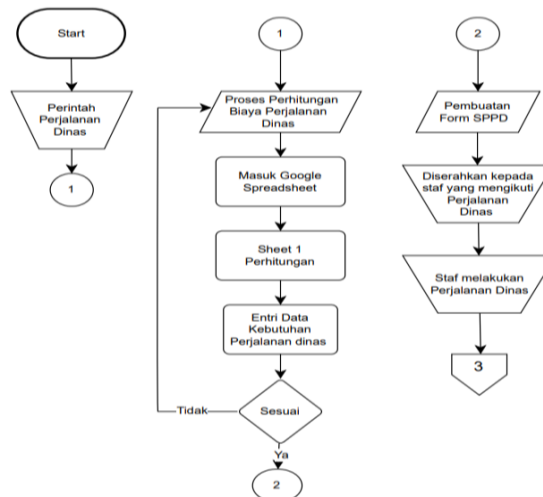 Start
Perintah
Perjalanan
Dinas
1
1
Proses Perhitungan
Biaya Perjalanan
Dinas
Masuk Google
Spreadsheet
Sheet 1
Perhitungan
Entri Data
Kebutuhan
Perjalanan dinas
Sesuai
Tidak
Ya
2
2
Pembuatan
Form SPPD
Diserahkan kepada
staf yang mengikuti
Perjalanan
Dinas
Staf melakukan
Perjalanan Dinas
3